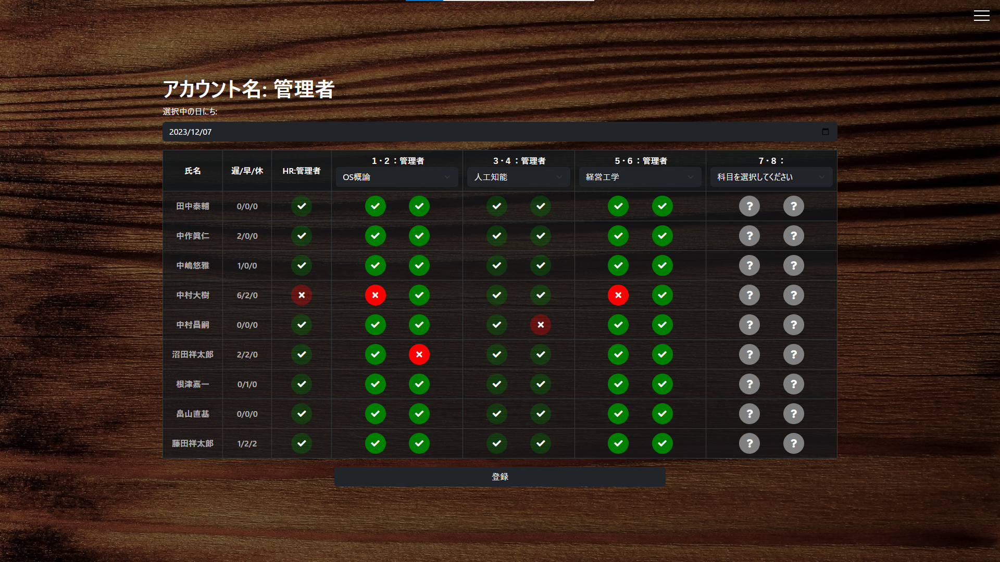 アカウント名: 管理者
選択中の日にち:
2023/12/07
氏名 遅/早/休 HR:管理者 1・2 ：管理者 3・4 ：管理者 5・6 ：管理者 7・8 ：
OS概論 人工知能 経営工学 科目を選択してください
田中泰輔 0/0/0 ? ?
中作眞仁 2/0/0 ? ?
中嶋悠雅 1/0/0 ? ?
中村大樹 6/2/0 ? ?
中村昌嗣 0/0/0 ? ?
沼田祥太郎 2/2/0 ? ?
根津嘉一 0/1/0 ? ?
畠山直基 0/0/0 ? ?
藤田祥太郎 1/2/2 ? ?
登録